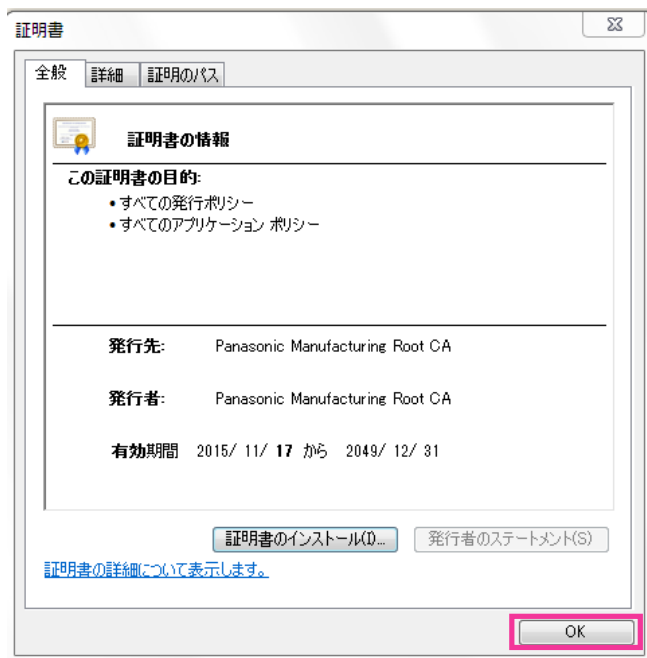 証明書
全般 詳細 証明のパス
証明書の情報
この証明書の目的:
• すべての発行ポリシー
• すべてのアプリケーション ポリシー
発行先: Panasonic Manufacturing Root CA
発行者: Panasonic Manufacturing Root CA
有効期間 2015/ 11/ 17 から 2049/ 12/ 31
証明書のインストール(I)... 発行者のステートメント(S)
証明書の詳細について表示します。
OK